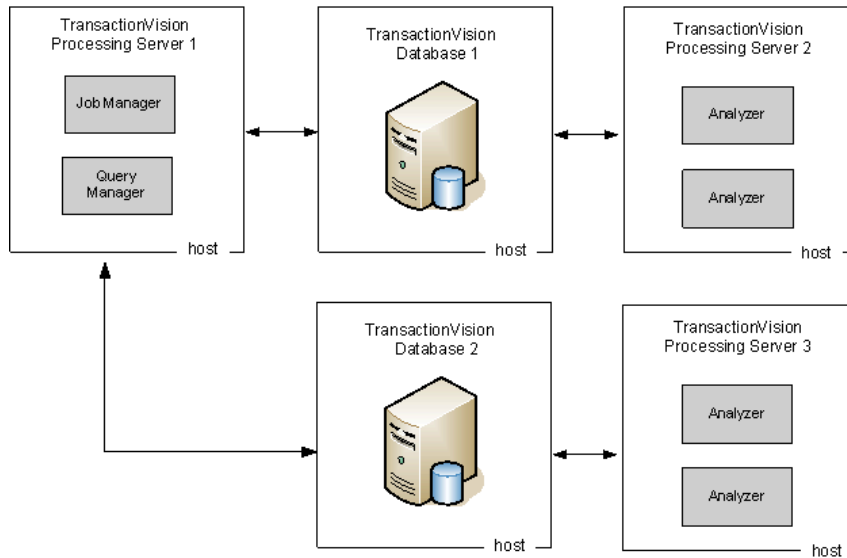 TransactionVision
Processing Server 1
Job Manager
Query
Manager
host
TransactionVision
Database 1
host
TransactionVision
Processing Server 2
Analyzer
Analyzer
host
TransactionVision
Database 2
host
TransactionVision
Processing Server 3
Analyzer
Analyzer
host